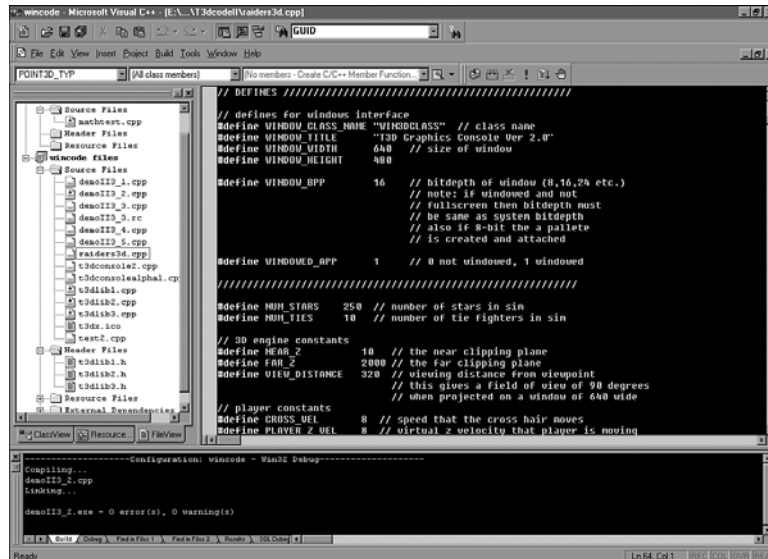 wincode - Microsoft Visual C++ - [E:\...\T3dcodeII\raiders3d.cpp]
GUID
File Edit View Insert Project Build Tools Window Help
POINT3D_TYP
(All class members)
(No members - Create C/C++ Member Function...
Source Files
mathtest.cpp
Header Files
Resource Files
wincode files
Source Files
demoII3_1.cpp
demoII3_2.cpp
demoII3_3.cpp
demoII3_3.rc
demoII3_4.cpp
demoII3_5.cpp
raiders3d.cpp
t3dconsole2.cpp
t3dconsolealpha1.cp
t3dlib1.cpp
t3dlib2.cpp
t3dlib3.cpp
t3dx.ico
test2.cpp
Header Files
t3dlib1.h
t3dlib2.h
t3dlib3.h
Resource Files
External Dependencies
ClassView Resource... FileView
// DEFINES ////////////////////////////////////////////////
// defines for windows interface
#define WINDOW_CLASS_NAME "WIN3DCLASS" // class name
#define WINDOW_TITLE "T3D Graphics Console Ver 2.0"
#define WINDOW_WIDTH 640 // size of window
#define WINDOW_HEIGHT 480
#define WINDOW_BPP 16 // bitdepth of window (8,16,24 etc.)
// note: if windowed and not
// fullscreen then bitdepth must
// be same as system bitdepth
// also if 8-bit the a pallete
// is created and attached
#define WINDOWED_APP 1 // 0 not windowed, 1 windowed
////////////////////////////////////////////////////////////
#define NUM_STARS 250 // number of stars in sim
#define NUM_TIES 10 // number of tie fighters in sim
// 3D engine constants
#define NEAR_Z 10 // the near clipping plane
#define FAR_Z 2000 // the far clipping plane
#define VIEW_DISTANCE 320 // viewing distance from viewpoint
// this gives a field of view of 90 degrees
// when projected on a window of 640 wide
// player constants
#define CROSS_VEL 8 // speed that the cross hair moves
#define PLAYER_Z_VEL 8 // virtual z velocity that player is moving
--------------------Configuration: wincode - Win32 Debug--------------------
Compiling...
demoII3_2.cpp
Linking...
demoII3_2.exe - 0 error(s), 0 warning(s)
Build Debug Find in Files 1 Find in Files 2 Results SQL Debug
Ready
Ln 64, Col 1 REC COL OVR READ